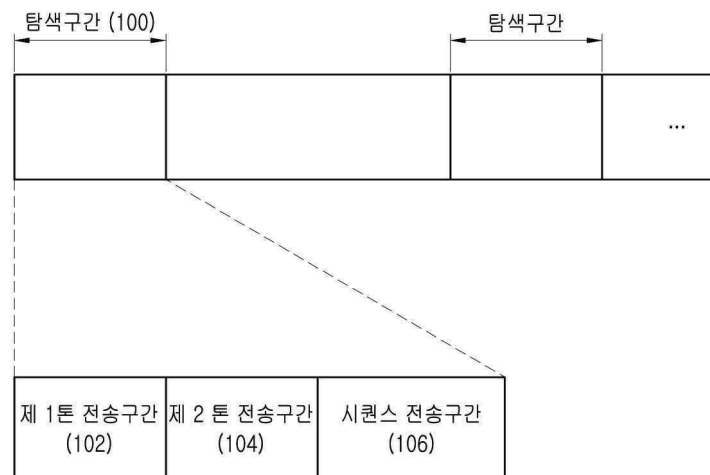 탐색구간 (100)
탐색구간
...
제 1톤 전송구간
(102)
제 2 톤 전송구간
(104)
시퀀스 전송구간
(106)